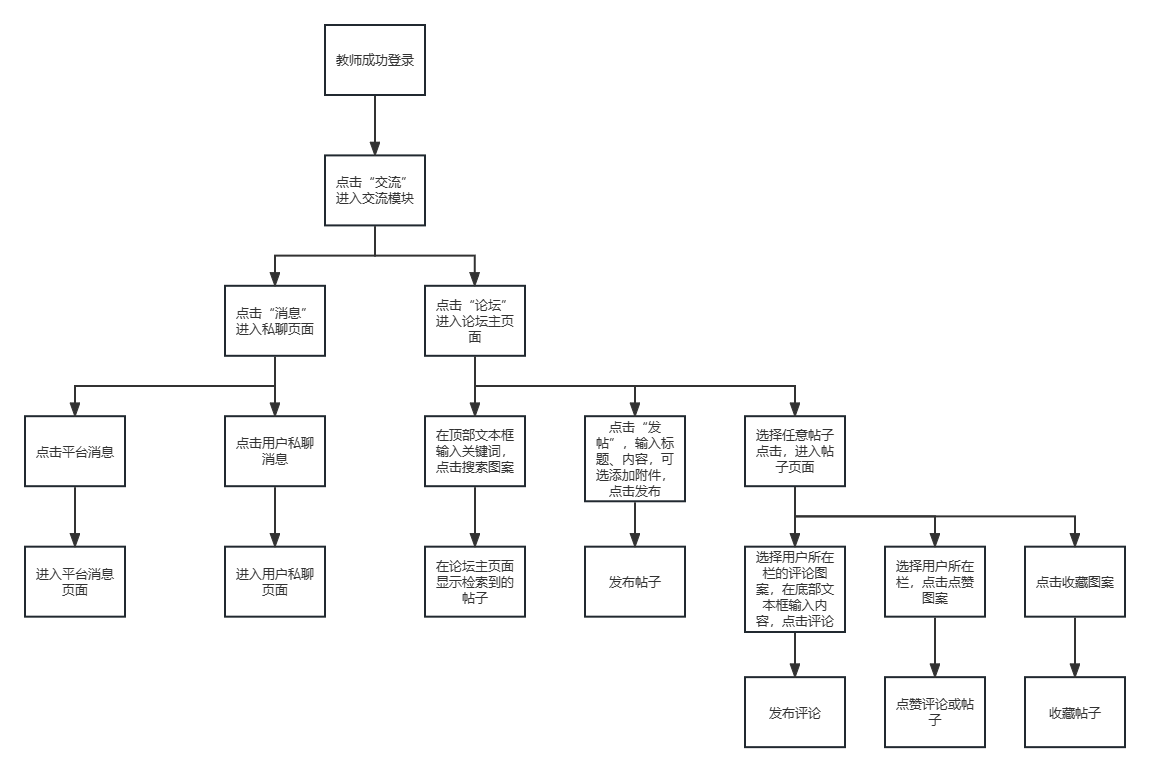 教师成功登录
点击“交流”
进入交流模块
点击“消息”
进入私聊页面
点击“论坛”
进入论坛主页
面
点击平台消息
点击用户私聊
消息
在顶部文本框
输入关键词，
点击搜索图案
点击“发
帖”，输入标
题、内容，可
选添加附件，
点击发布
选择任意帖子
点击，进入帖
子页面
进入平台消息
页面
进入用户私聊
页面
在论坛主页面
显示检索到的
帖子
发布帖子
选择用户所在
栏的评论图
案，在底部文
本框输入内
容，点击评论
选择用户所在
栏，点击点赞
图案
点击收藏图案
发布评论
点赞评论或帖
子
收藏帖子